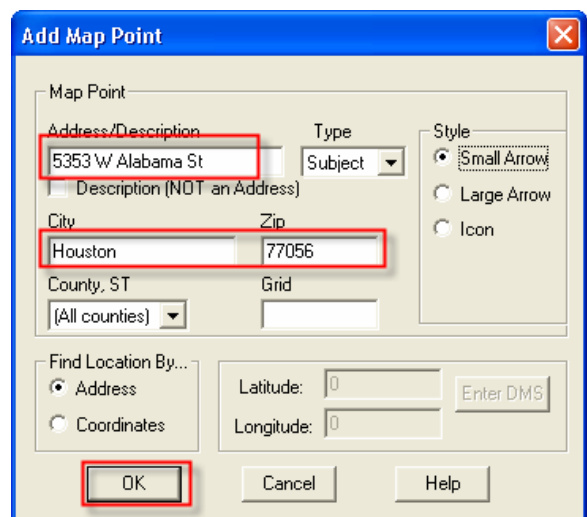 Add Map Point
Map Point
Address/Description Type Style
5353 W Alabama St Subject Small Arrow
Description (NOT an Address) Large Arrow
City Zip
Houston 77056 Icon
County, ST Grid
(All counties)
Find Location By...
Address Latitude: 0 Enter DMS
Coordinates Longitude: 0
OK Cancel Help